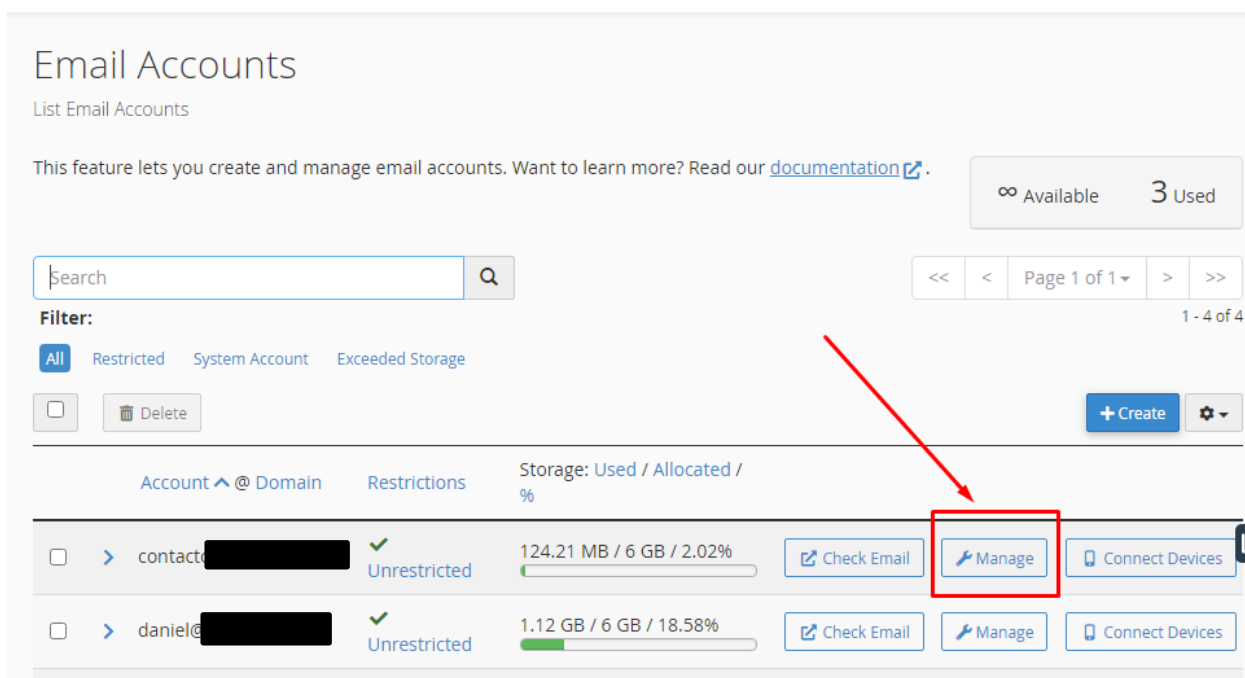 Email Accounts
List Email Accounts
This feature lets you create and manage email accounts. Want to learn more? Read our documentation.
∞ Available 3 Used
Search
<< < Page 1 of 1 > >>
Filter:
1 - 4 of 4
All Restricted System Account Exceeded Storage
Delete
+ Create
Account @ Domain Restrictions Storage: Used / Allocated /
%
contacto
Unrestricted
124.21 MB / 6 GB / 2.02%
Check Email Manage Connect Devices
daniel@
Unrestricted
1.12 GB / 6 GB / 18.58%
Check Email Manage Connect Devices